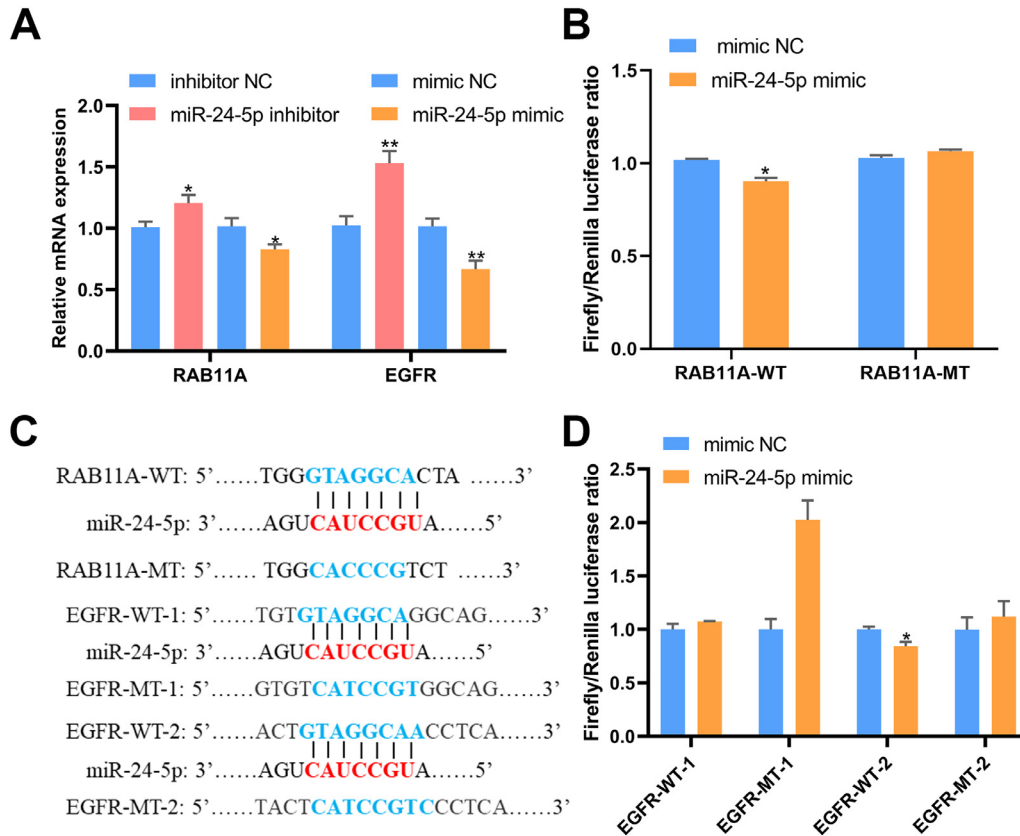 A
inhibitor NC
mimic NC
miR-24-5p inhibitor
miR-24-5p mimic
Relative mRNA expression
2.0
1.5
1.0
0.5
0.0
*
*
**
**
RAB11A
EGFR
B
mimic NC
miR-24-5p mimic
Firefly/Renilla luciferase ratio
1.5
1.0
0.5
0.0
*
RAB11A-WT
RAB11A-MT
C
RAB11A-WT: 5’……TGGGTAGGCACTA ……3’
miR-24-5p: 3’……AGUCAUCCGUA……5’
RAB11A-MT: 5’…… TGGCACCCGTCT ……3’
EGFR-WT-1: 5’…… TGTGTAGGCAGGCAG……3’
miR-24-5p: 3’……AGUCAUCCGUA……5’
EGFR-MT-1: 5’…… GTGTCATCCGTGGCAG……3’
EGFR-WT-2: 5’…… ACTGTAGGCAACCTCA……3’
miR-24-5p: 3’……AGUCAUCCGUA……5’
EGFR-MT-2: 5’…… TACTCATCCGTCCCTCA……3’
D
mimic NC
miR-24-5p mimic
Firefly/Renilla luciferase ratio
2.5
2.0
1.5
1.0
0.5
0.0
*
EGFR-WT-1
EGFR-MT-1
EGFR-WT-2
EGFR-MT-2